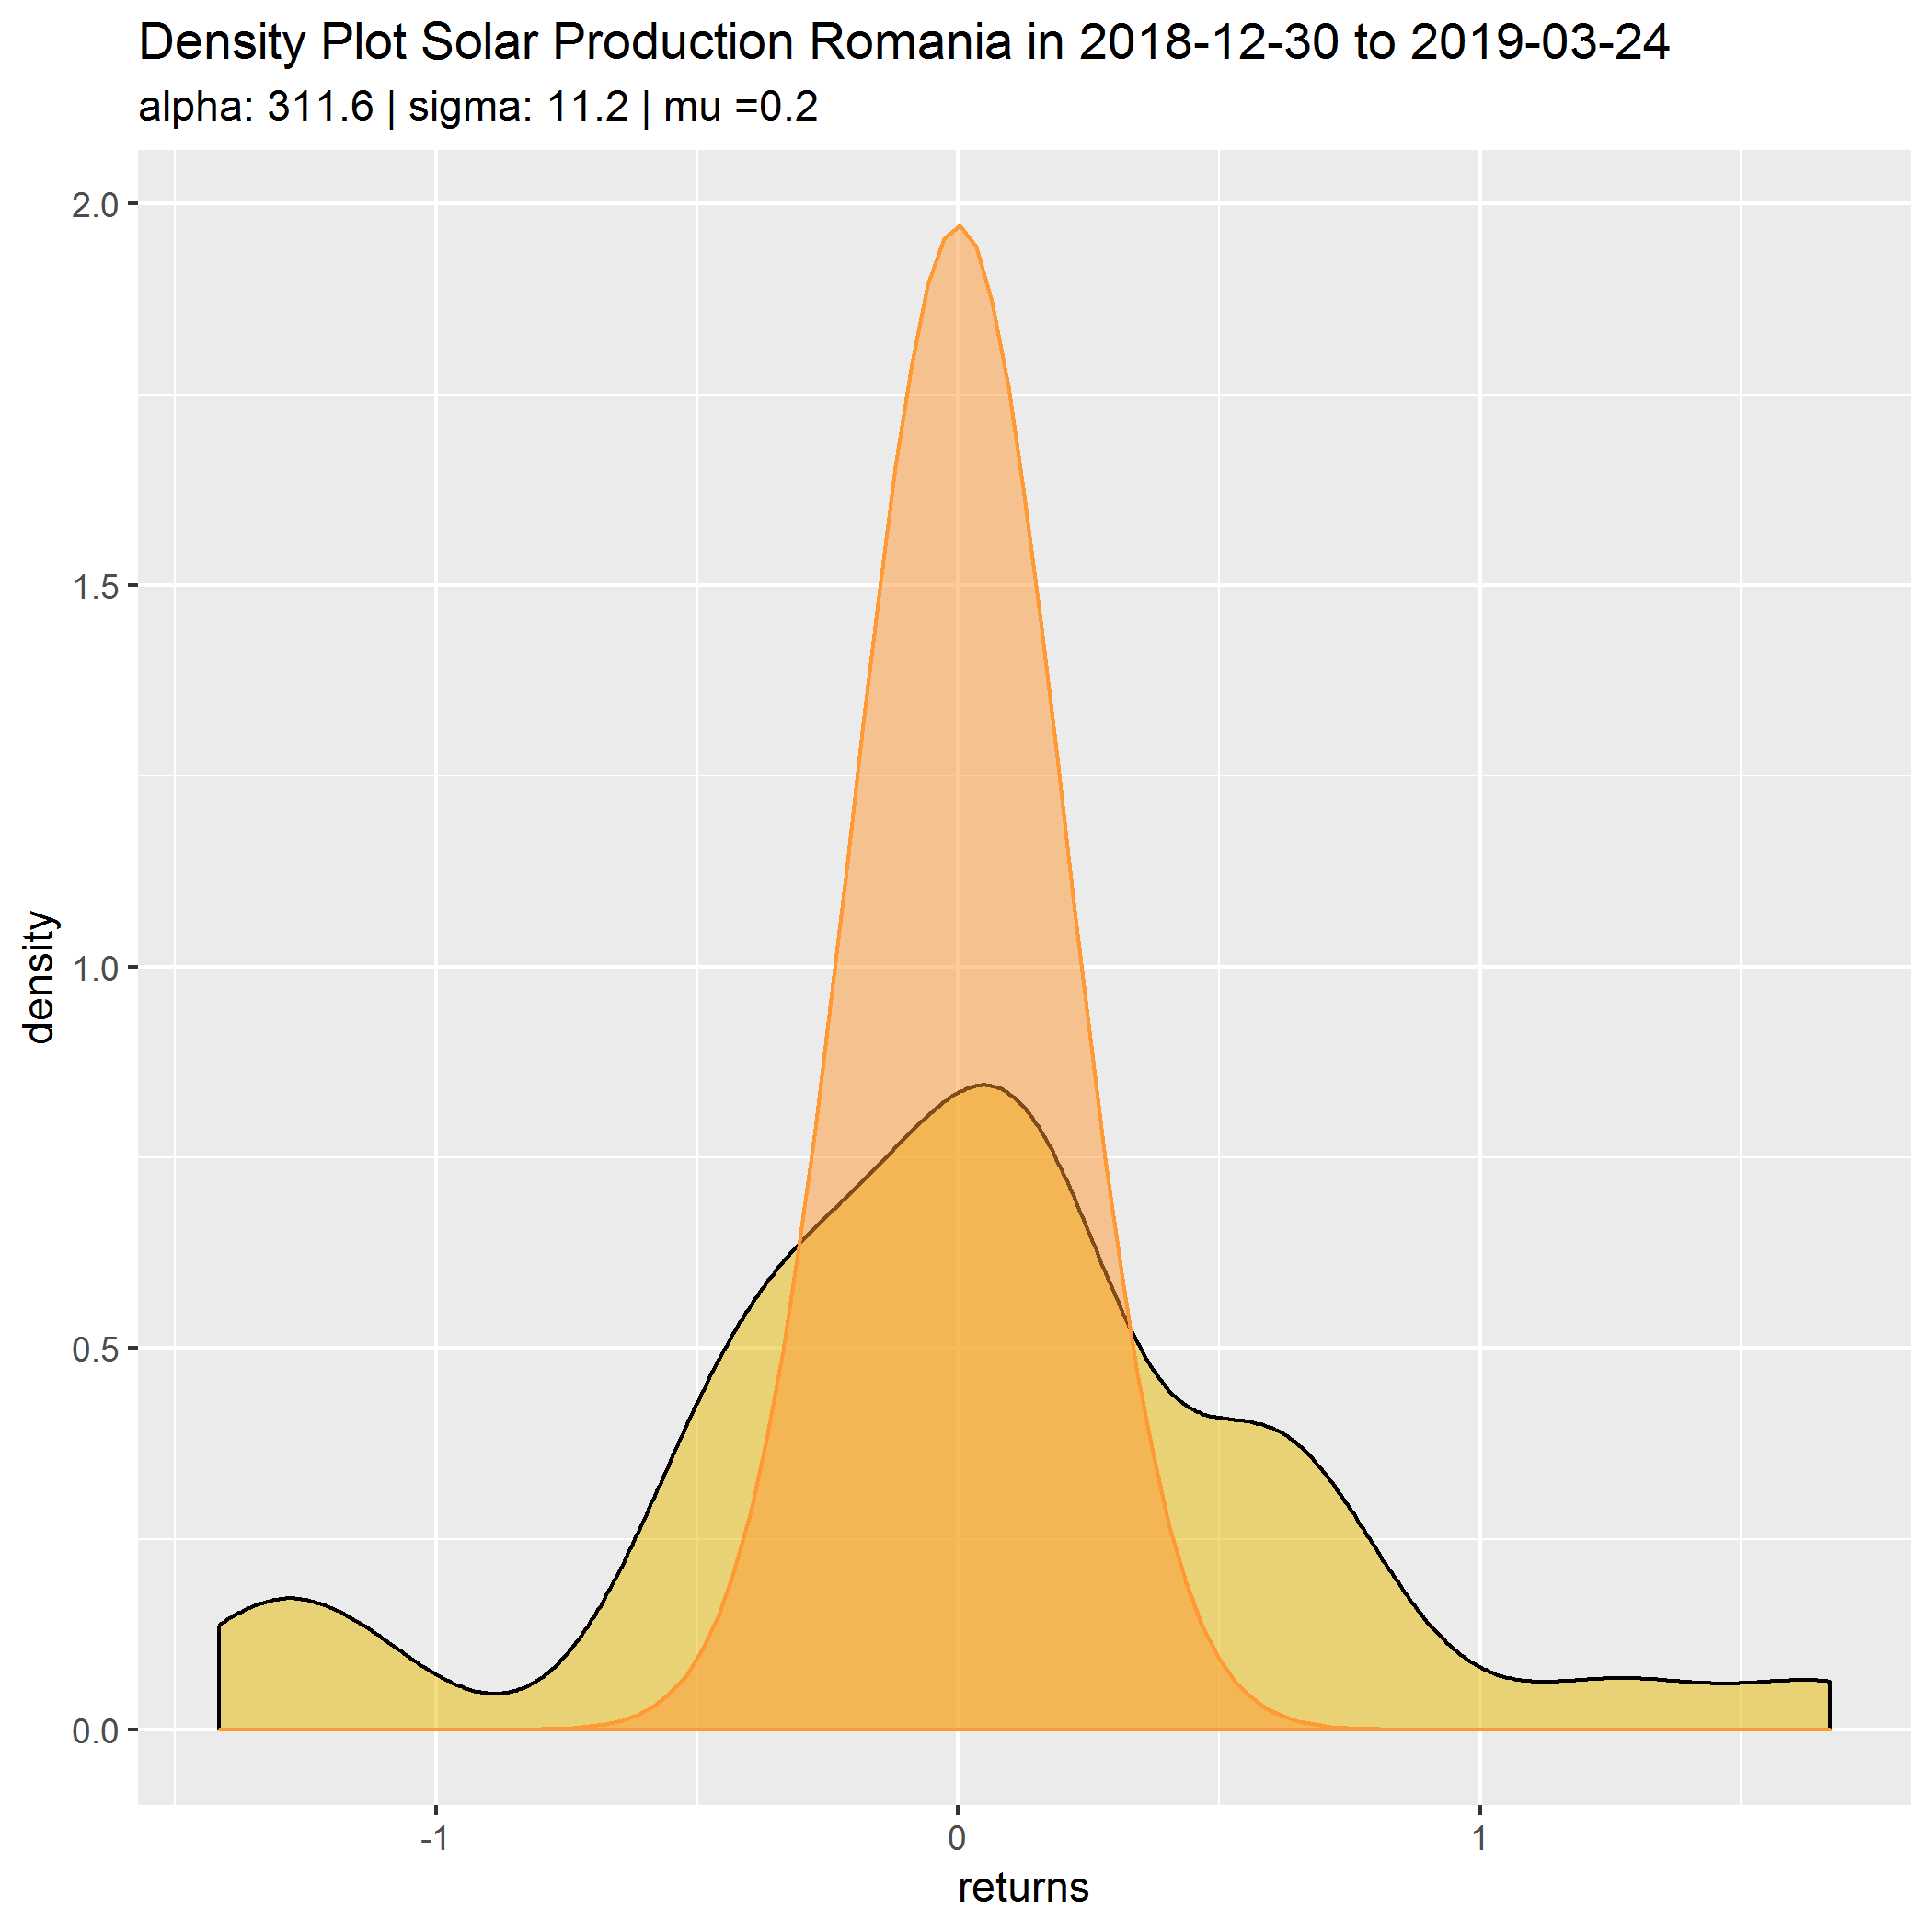 Density Plot Solar Production Romania in 2018-12-30 to 2019-03-24
alpha: 311.6 | sigma: 11.2 | mu =0.2
2.0
1.5
1.0
0.5
0.0
density
-1
0
1
returns